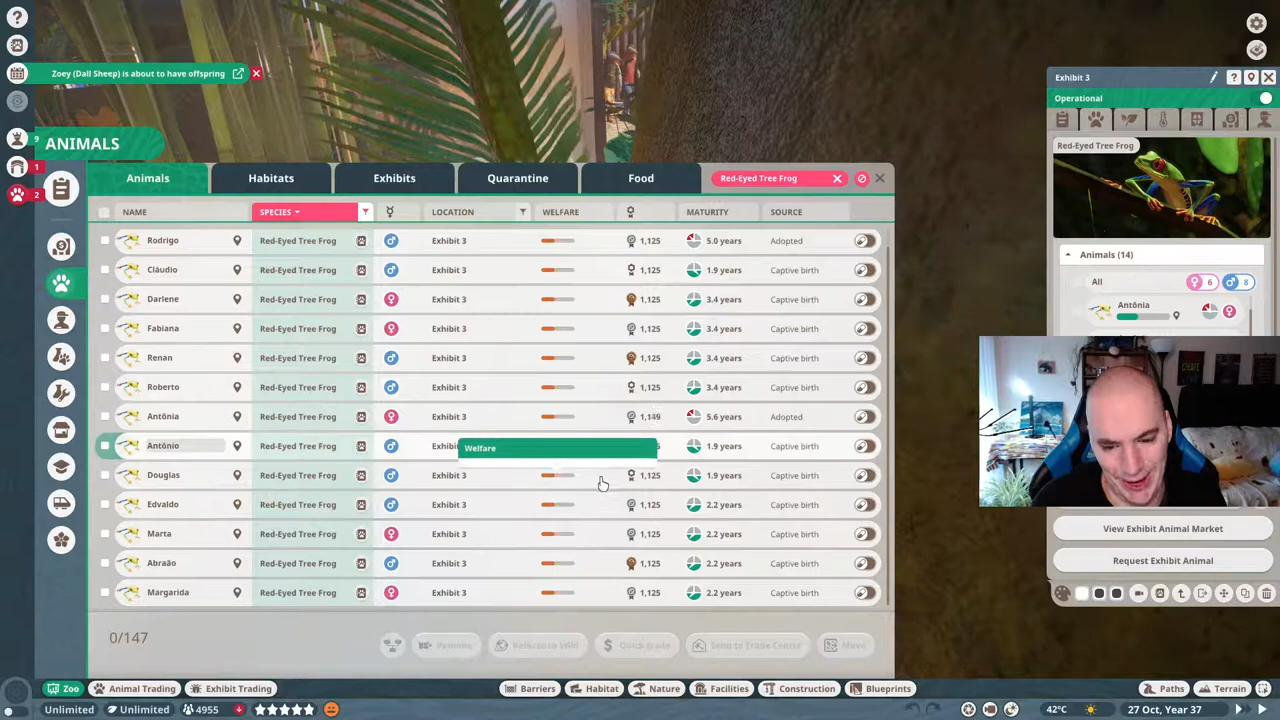 Zoey (Dall Sheep) is about to have offspring
Exhibit 3
Operational
9
ANIMALS
1
2
Animals Habitats Exhibits Quarantine Food Red-Eyed Tree Frog
Red-Eyed Tree Frog
NAME SPECIES LOCATION WELFARE MATURITY SOURCE
Rodrigo Red-Eyed Tree Frog Exhibit 3 1,125 5.0 years Adopted
Cláudio Red-Eyed Tree Frog Exhibit 3 1,125 1.9 years Captive birth
Darlene Red-Eyed Tree Frog Exhibit 3 1,125 3.4 years Captive birth
Fabiana Red-Eyed Tree Frog Exhibit 3 1,125 3.4 years Captive birth
Renan Red-Eyed Tree Frog Exhibit 3 1,125 3.4 years Captive birth
Roberto Red-Eyed Tree Frog Exhibit 3 1,125 3.4 years Captive birth
Antônia Red-Eyed Tree Frog Exhibit 3 1,149 5.6 years Adopted
Antônio Red-Eyed Tree Frog 1.9 years Captive birth
Welfare
Douglas Red-Eyed Tree Frog Exhibit 3 1,125 1.9 years Captive birth
Edvaldo Red-Eyed Tree Frog Exhibit 3 1,125 2.2 years Captive birth
Marta Red-Eyed Tree Frog Exhibit 3 1,125 2.2 years Captive birth
Abraão Red-Eyed Tree Frog Exhibit 3 1,125 2.2 years Captive birth
Margarida Red-Eyed Tree Frog Exhibit 3 1,125 2.2 years Captive birth
Animals (14)
All 6 8
Antônia
View Exhibit Animal Market
Request Exhibit Animal
0/147
Release to Wild Quick trade Send to Trade Center Move
Zoo Animal Trading Exhibit Trading Barriers Habitat Nature Facilities Construction Blueprints Paths Terrain
Unlimited Unlimited 4955 42°C 27 Oct, Year 37